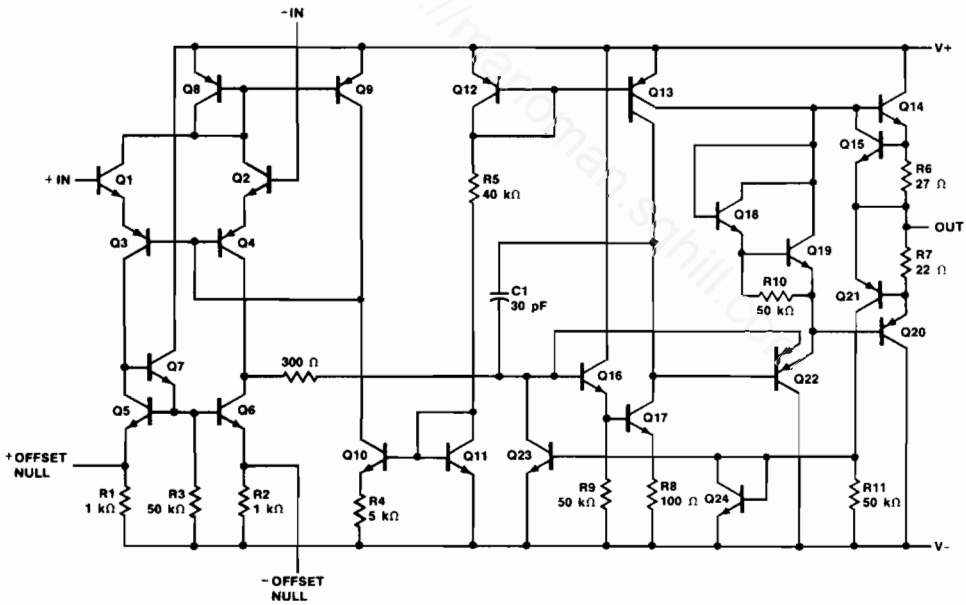 -IN
V+
Q8
Q9
Q12
Q13
Q14
Q15
+IN
Q1
Q2
R5
40 kΩ
R6
27 Ω
Q3
Q4
Q18
OUT
Q19
R7
22 Ω
C1
30 pF
R10
50 kΩ
Q21
Q20
300 Ω
Q7
Q16
Q22
Q5
Q6
Q17
+OFFSET
NULL
Q10
Q11
Q23
R1
1 kΩ
R3
50 kΩ
R2
1 kΩ
R4
5 kΩ
R9
50 kΩ
R8
100 Ω
Q24
R11
50 kΩ
V-
-OFFSET
NULL
://manoman.sqhill.co